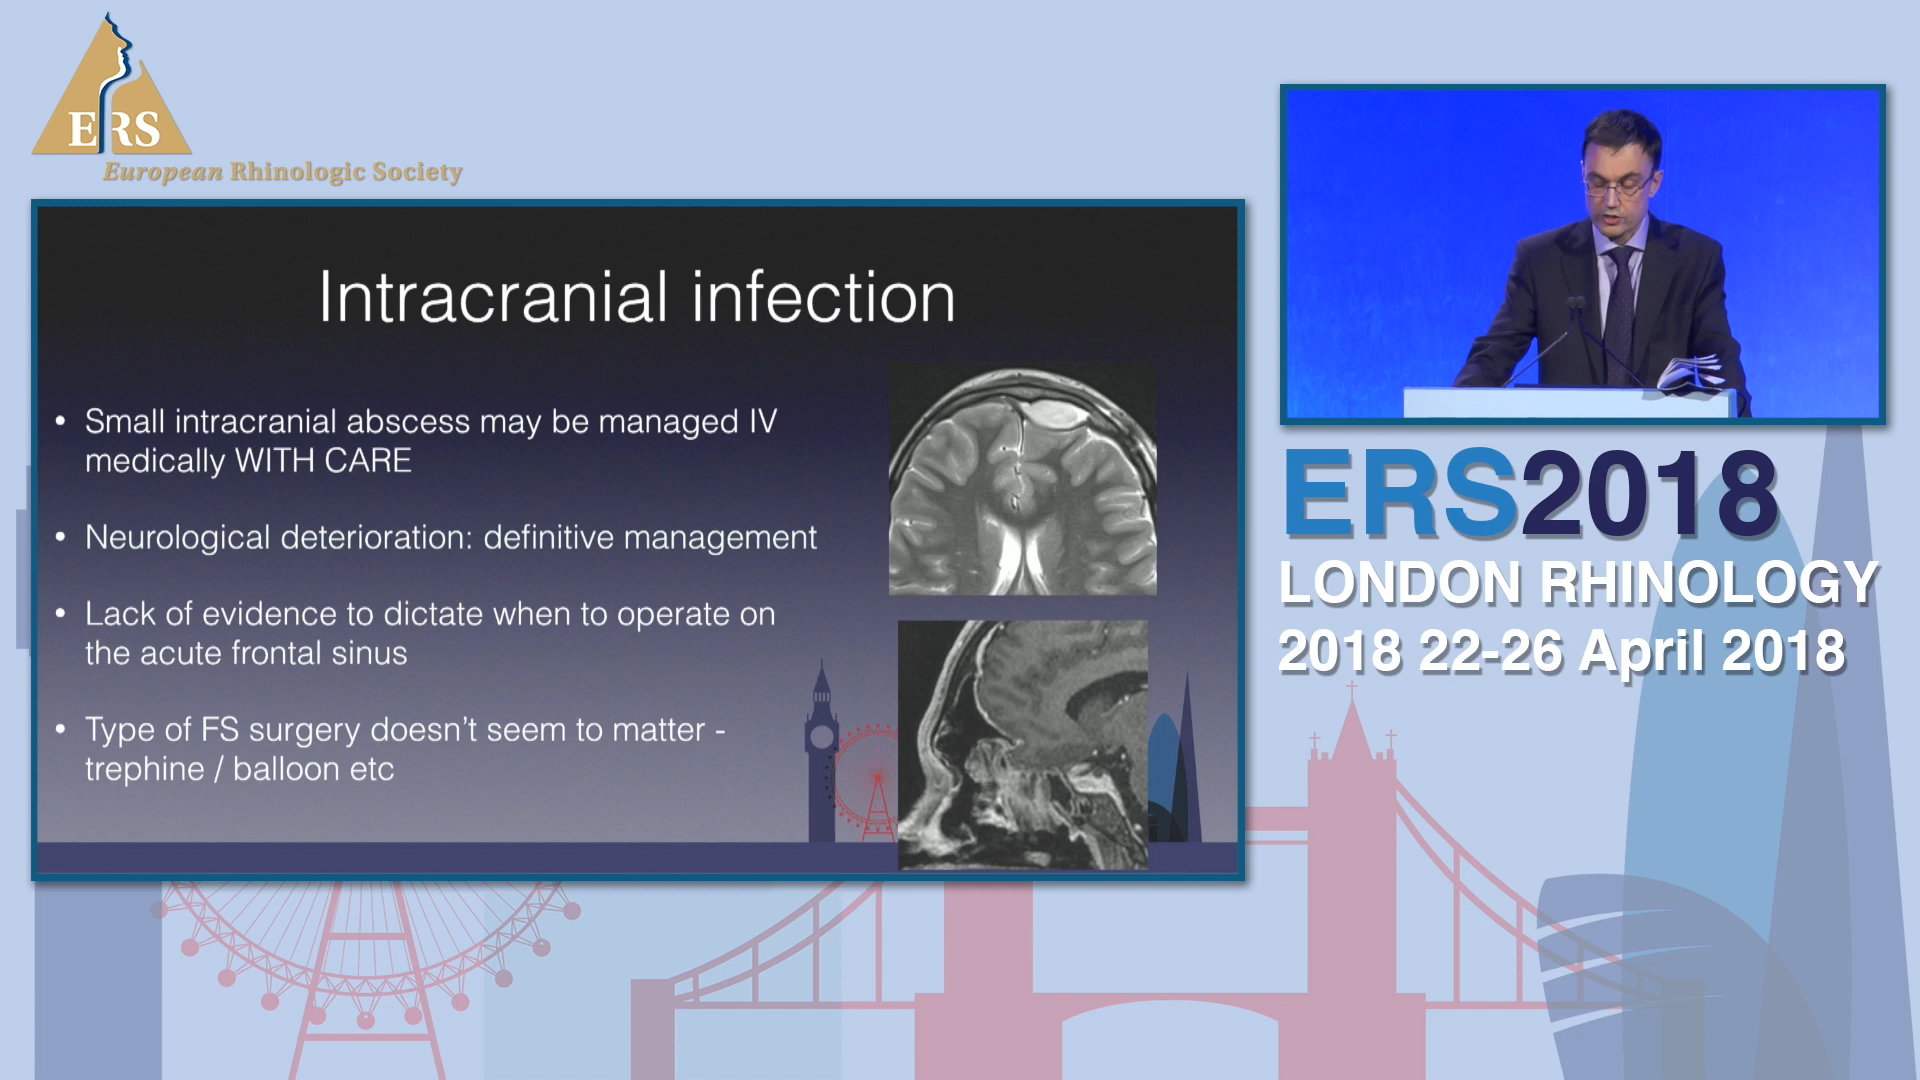 ERS
European Rhinologic Society
Intracranial infection
• Small intracranial abscess may be managed IV
medically WITH CARE
• Neurological deterioration: definitive management
• Lack of evidence to dictate when to operate on
the acute frontal sinus
• Type of FS surgery doesn't seem to matter -
trephine / balloon etc
ERS2018
LONDON RHINOLOGY
2018 22-26 April 2018